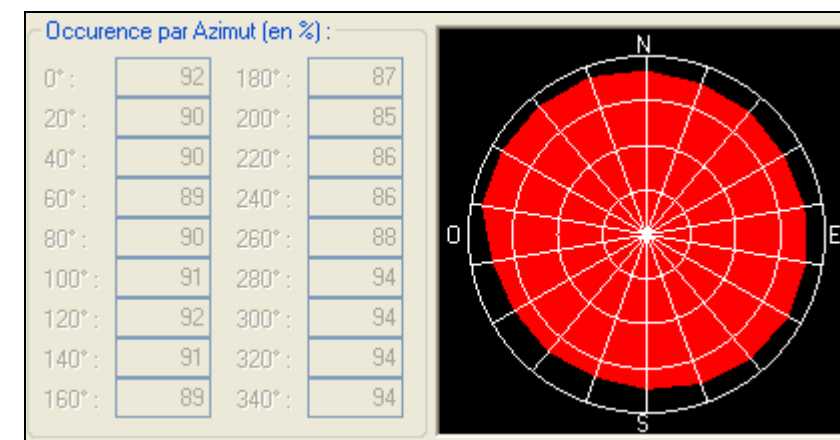 Occurence par Azimut (en %) :
0° : 92 180° : 87
20° : 90 200° : 85
40° : 90 220° : 86
60° : 89 240° : 86
80° : 90 260° : 88
100° : 91 280° : 94
120° : 92 300° : 94
140° : 91 320° : 94
160° : 89 340° : 94
N
O E
S